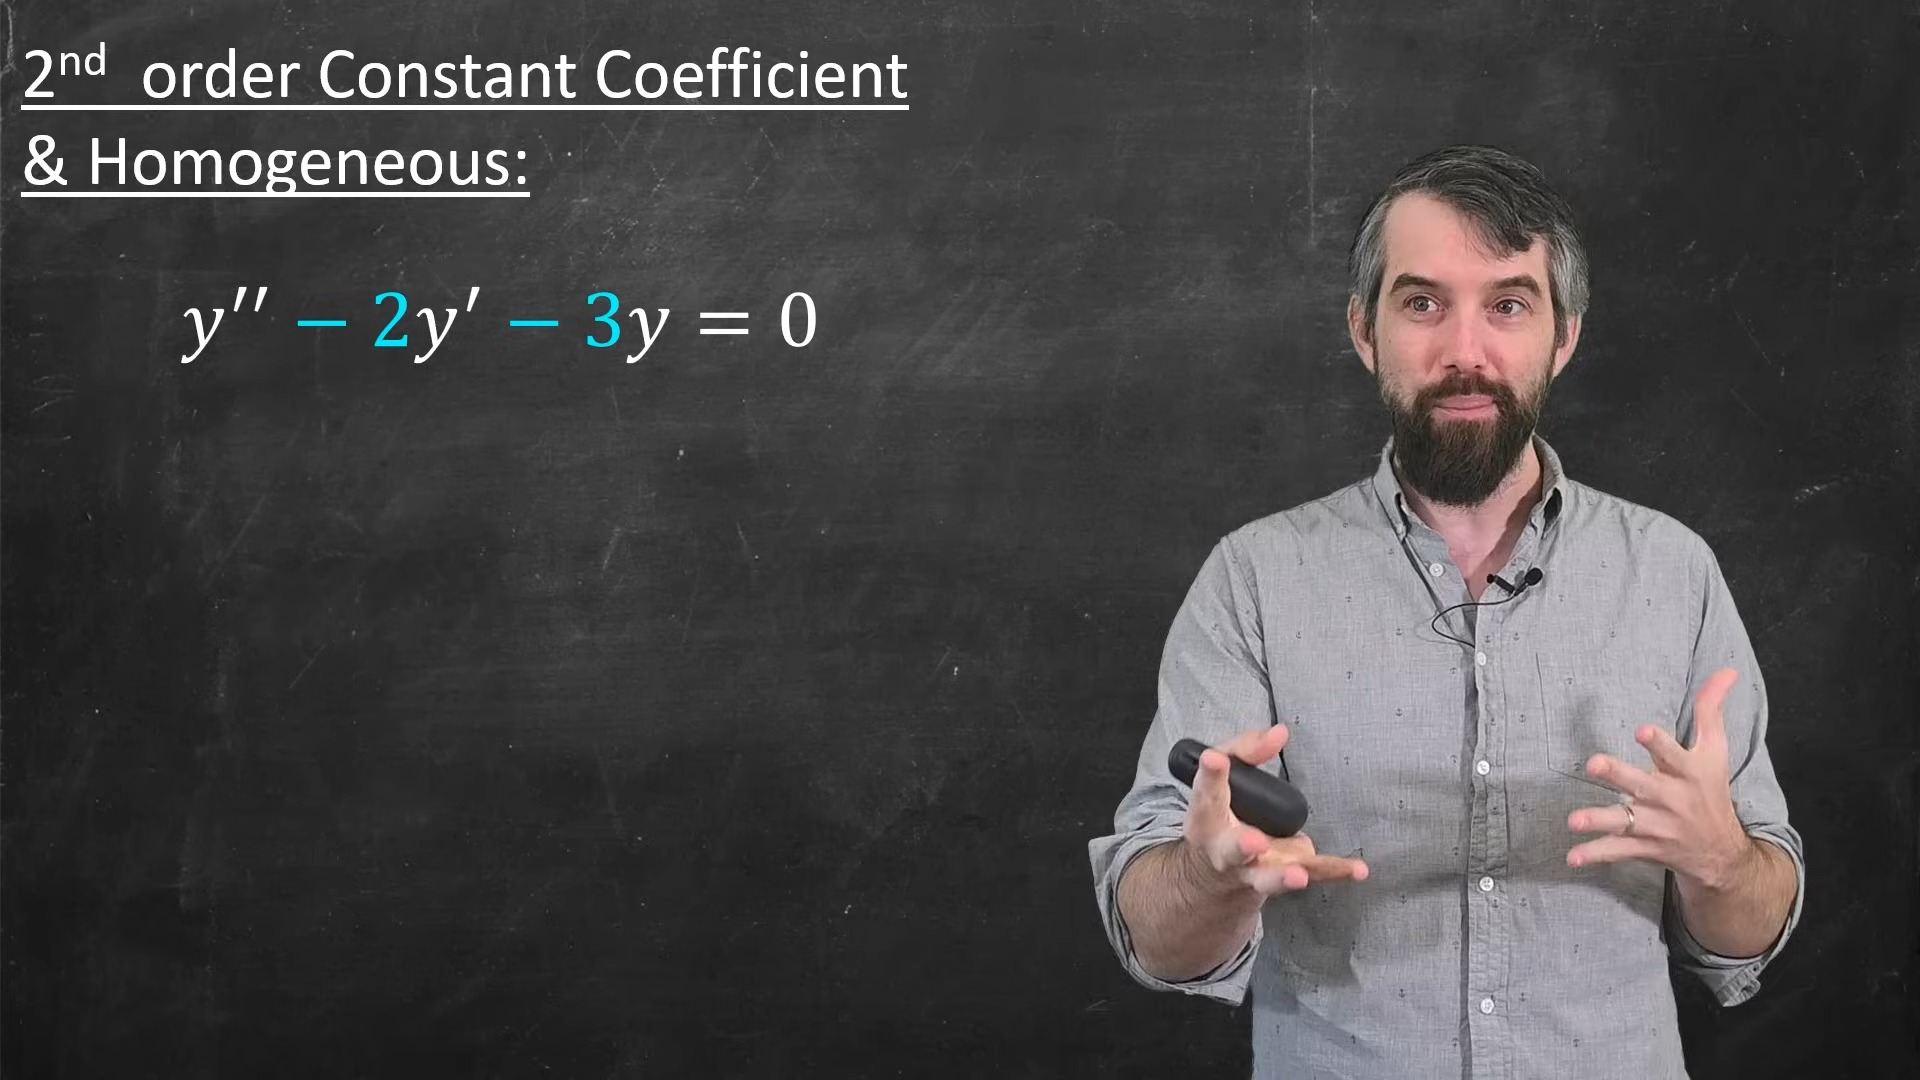 2nd order Constant Coefficient
& Homogeneous:
y′′ − 2y′ − 3y = 0